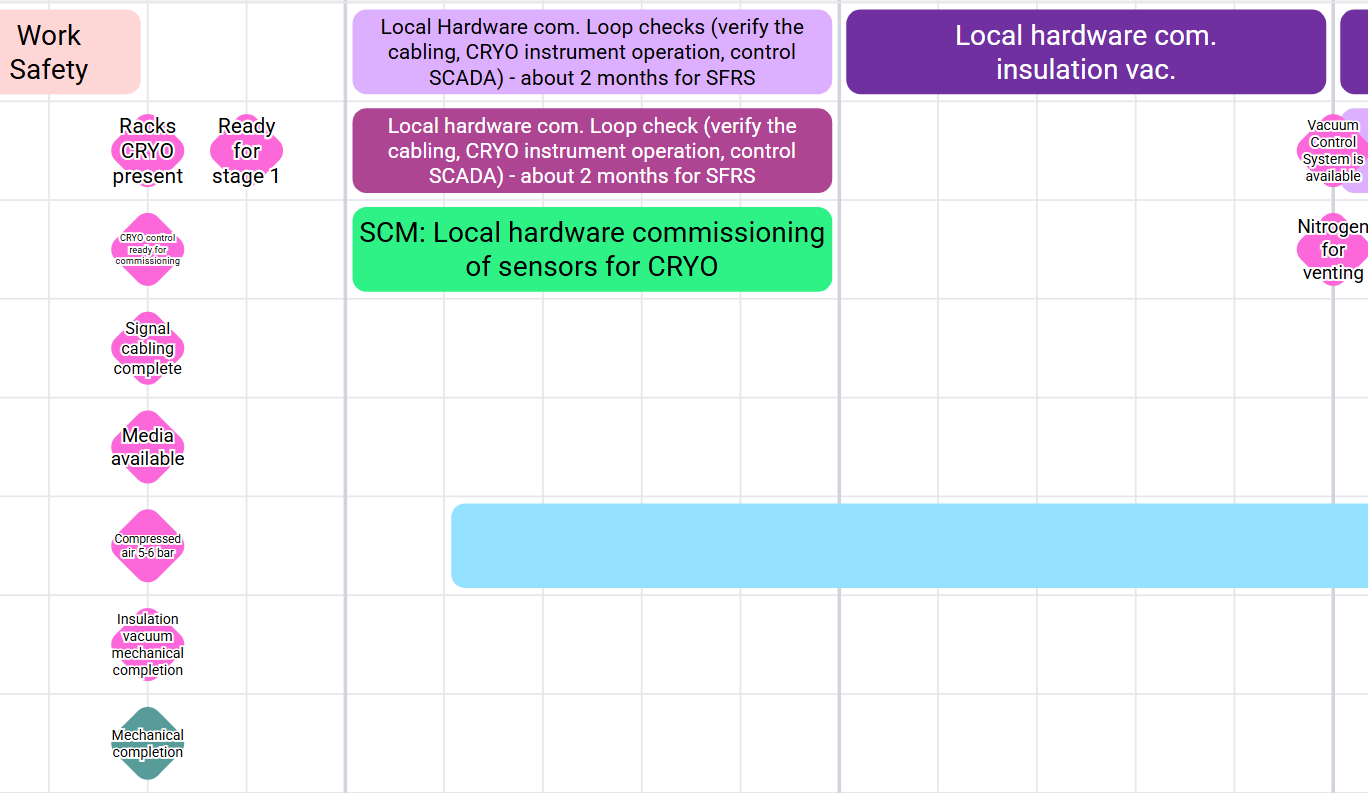 Work
Safety
Local Hardware com. Loop checks (verify the
cabling, CRYO instrument operation, control
SCADA) - about 2 months for SFRS
Local hardware com.
insulation vac.
Racks
CRYO
present
Ready
for
stage 1
Local hardware com. Loop check (verify the
cabling, CRYO instrument operation, control
SCADA) - about 2 months for SFRS
Vacuum
Control
System is
available
CRYO control
ready for
commissioning
SCM: Local hardware commissioning
of sensors for CRYO
Nitrogen
for
venting
Signal
cabling
complete
Media
available
Compressed
air 5-6 bar
Insulation
vacuum
mechanical
completion
Mechanical
completion